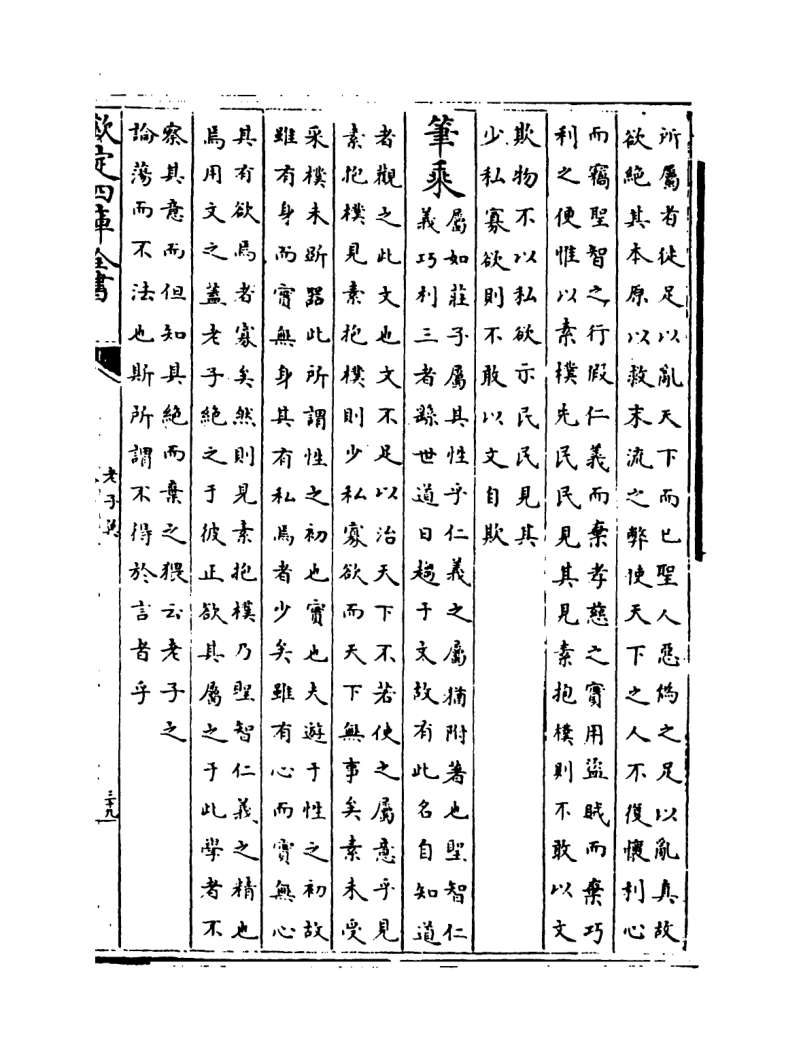 所屬者徒足以亂天下而已聖人惡僞之足以亂真故
欲絶其本原以救末流之弊使天下之人不復懷利心
而竊聖智之行假仁義而棄孝慈之實用盜賊而棄巧
利之便惟以素樸先民民見其見素抱樸則不敢以文
欺物不以私欲示民民見其
少私寡欲則不敢以文自欺
筆乘
屬如莊子屬其性乎仁義之屬猶附著也聖智仁
義巧利三者繇世道日趨于文故有此名自知道
者觀之此文也文不足以治天下不若使之屬意乎見
素抱樸見素抱樸則少私寡欲而天下無事矣素未受
采樸未斲器此所謂性之初也實也夫遊于性之初故
雖有身而實無身其有私焉者少矣雖有心而實無心
其有欲焉者寡矣然則見素抱樸乃聖智仁義之精也
焉用文之蓋老子絶之于彼正欲其屬之于此學者不
察其意而但知其絶而棄之猥云老子之
論蕩而不法也斯所謂不得於言者乎
欽定四庫全書
老子翼
三十九